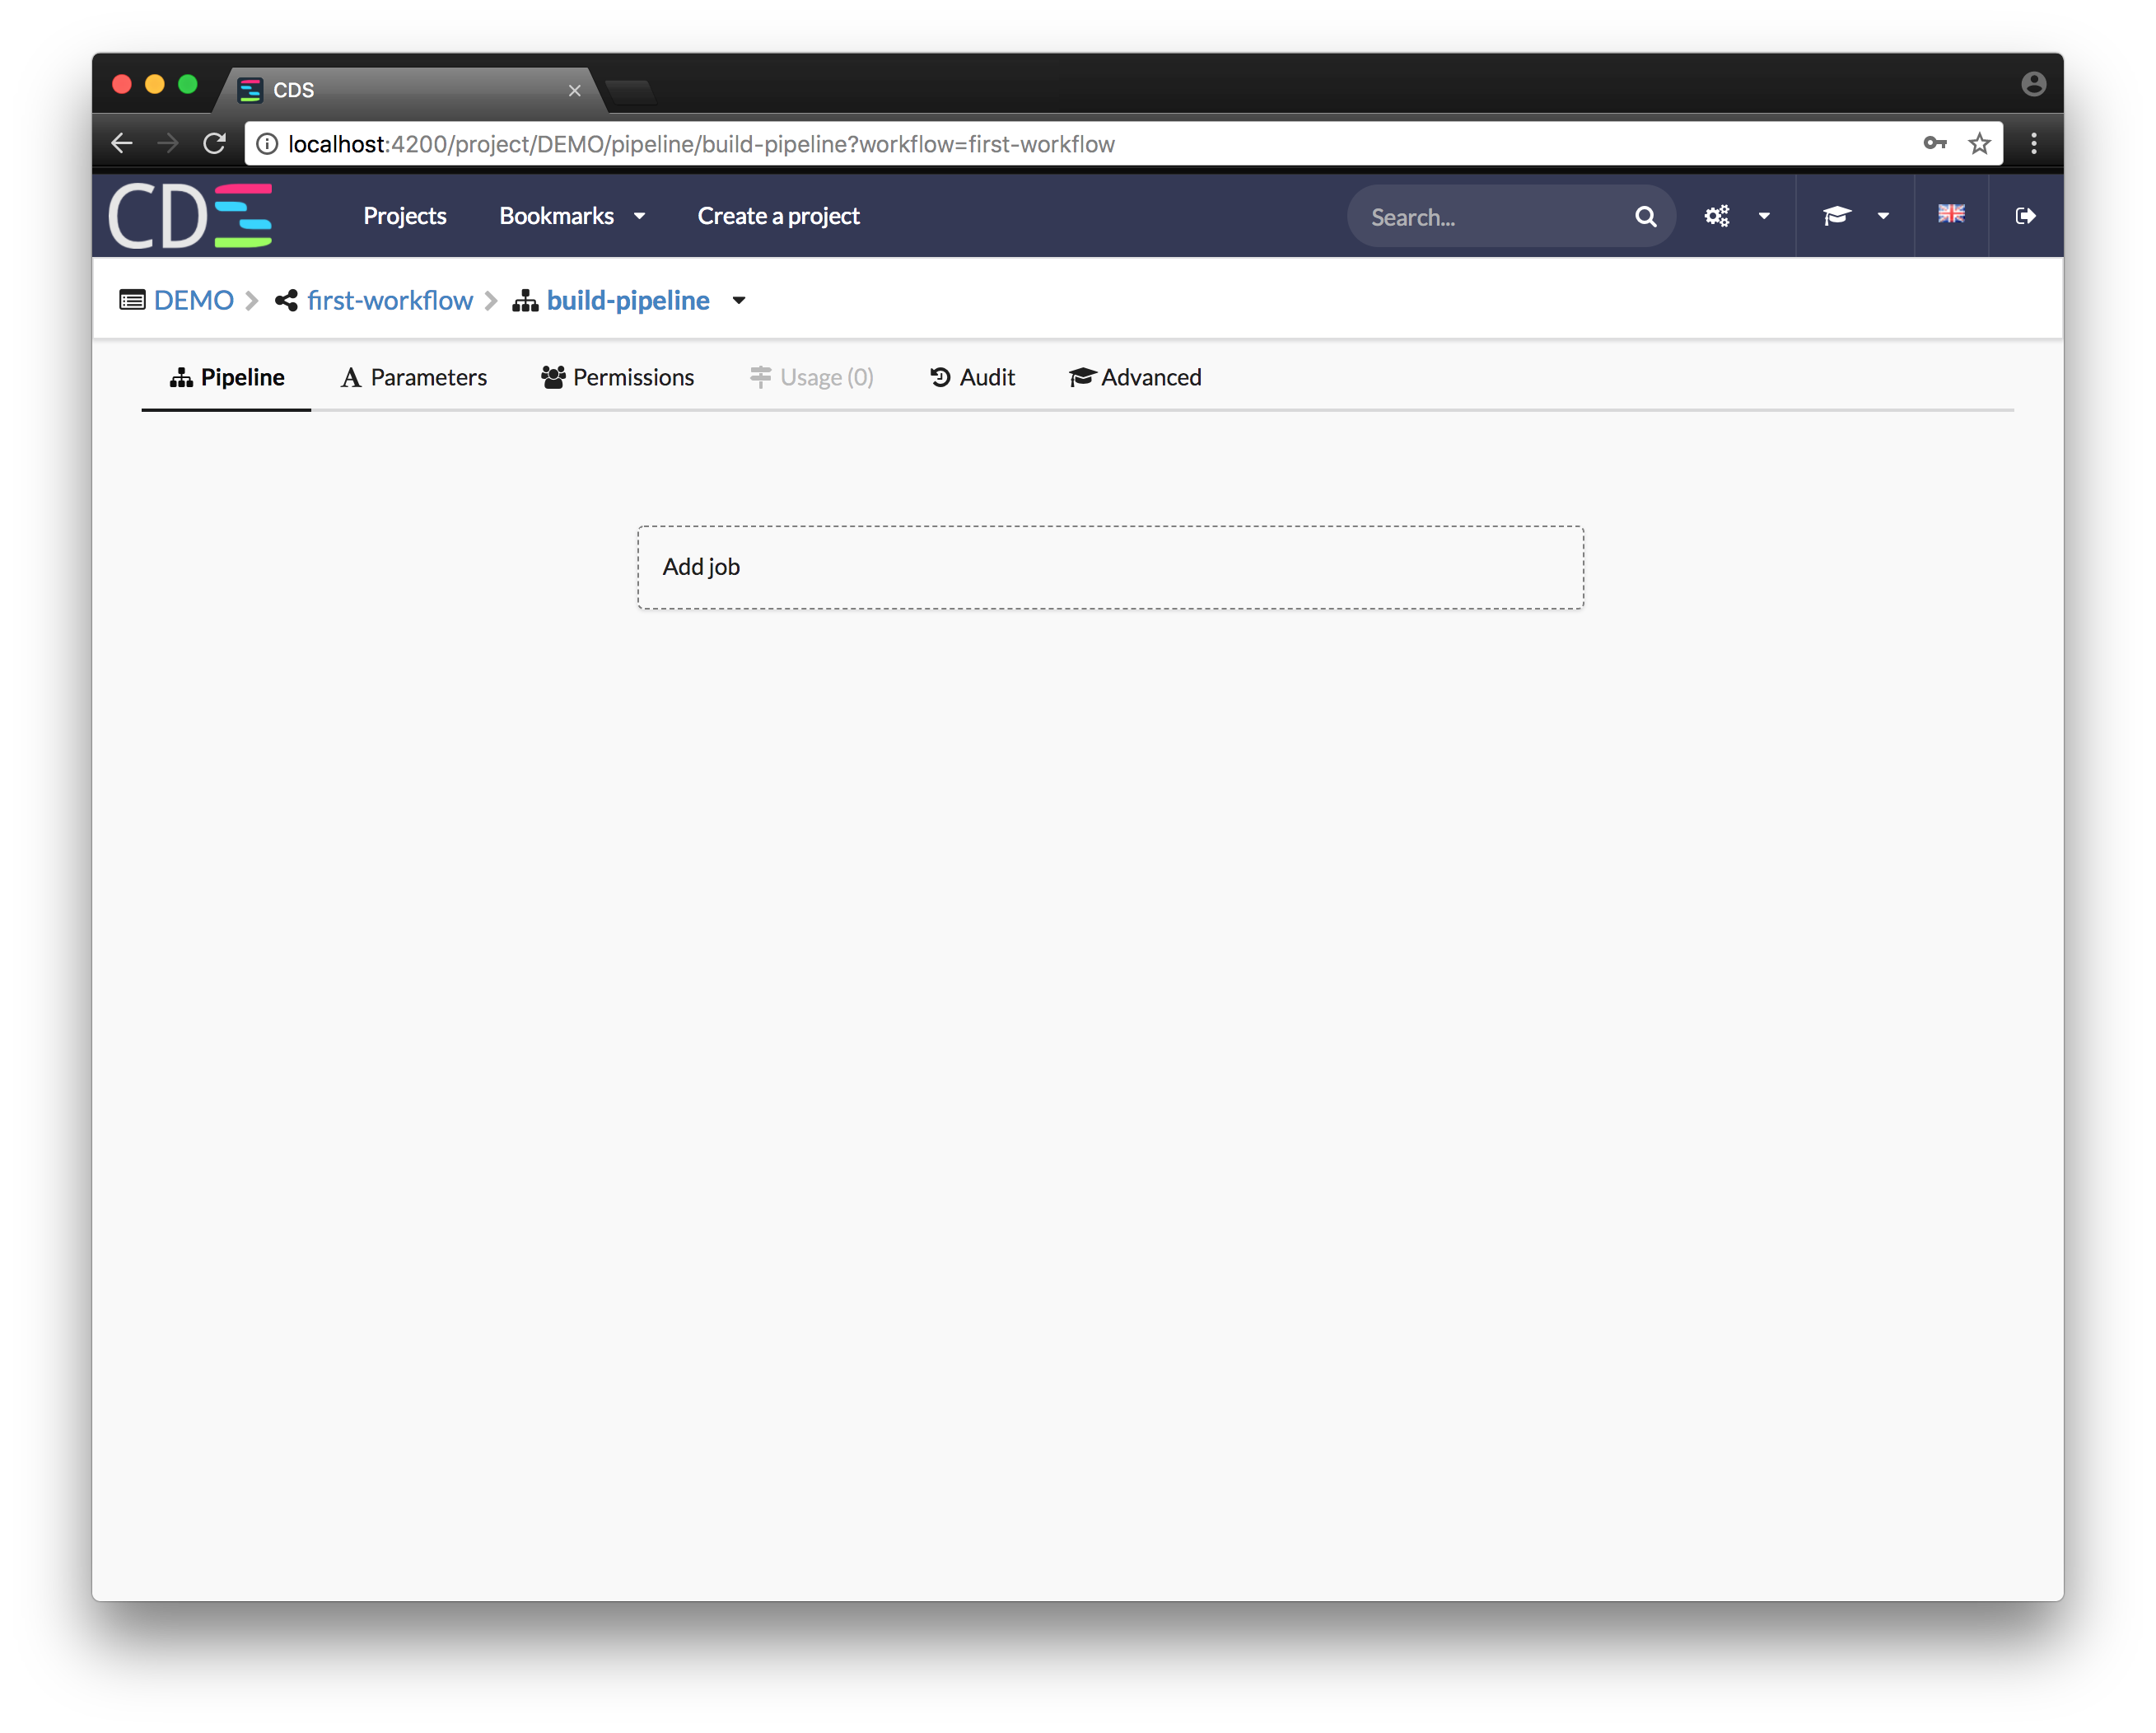 CDS
localhost:4200/project/DEMO/pipeline/build-pipeline?workflow=first-workflow
CDS Projects Bookmarks Create a project Search...
DEMO first-workflow build-pipeline
Pipeline Parameters Permissions Usage (0) Audit Advanced
Add job